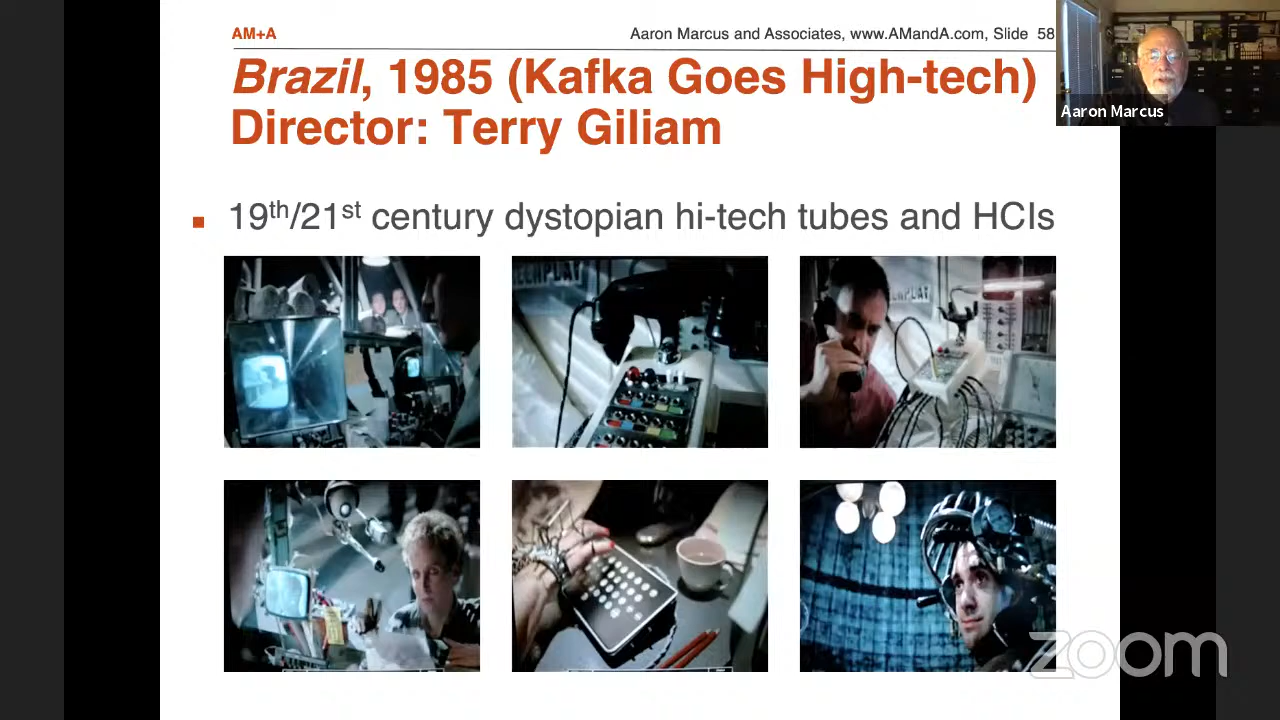 AM+A
Aaron Marcus and Associates, www.AMandA.com, Slide 58
Brazil, 1985 (Kafka Goes High-tech)
Director: Terry Giliam
Aaron Marcus
19th/21st century dystopian hi-tech tubes and HCIs
zoom